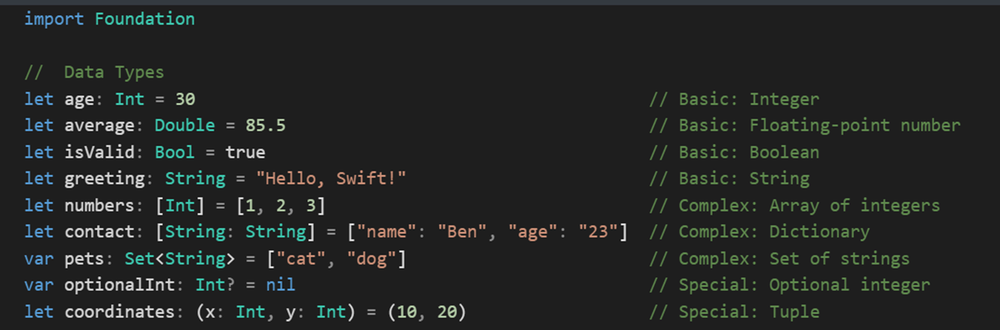 import Foundation
//  Data Types
let age: Int = 30 // Basic: Integer
let average: Double = 85.5 // Basic: Floating-point number
let isValid: Bool = true // Basic: Boolean
let greeting: String = "Hello, Swift!" // Basic: String
let numbers: [Int] = [1, 2, 3] // Complex: Array of integers
let contact: [String: String] = ["name": "Ben", "age": "23"] // Complex: Dictionary
var pets: Set<String> = ["cat", "dog"] // Complex: Set of strings
var optionalInt: Int? = nil // Special: Optional integer
let coordinates: (x: Int, y: Int) = (10, 20) // Special: Tuple